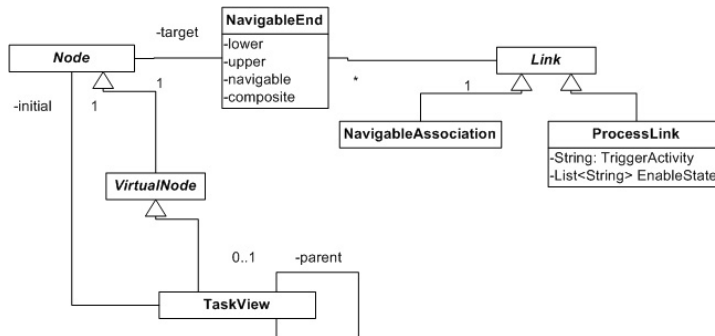 NavigableEnd
-target
Node
-lower
Link
-upper
-navigable
-composite
*
1
1
1
-initial
NavigableAssociation
ProcessLink
-String: TriggerActivity
-List<String> EnableState
VirtualNode
0..1
-parent
TaskView